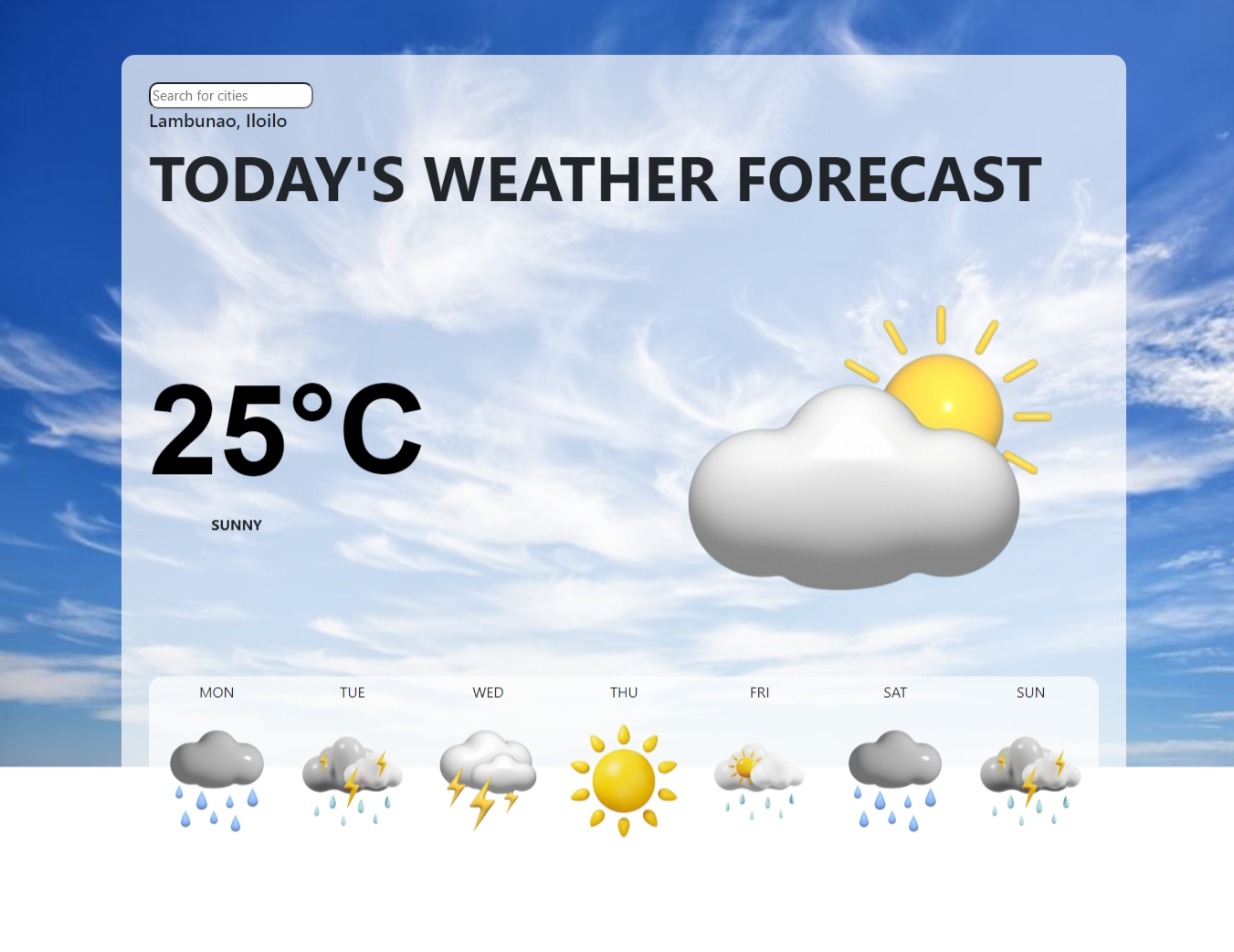 Search for cities
Lambunao, Iloilo
TODAY'S WEATHER FORECAST
25°C
SUNNY
MON TUE WED THU FRI SAT SUN